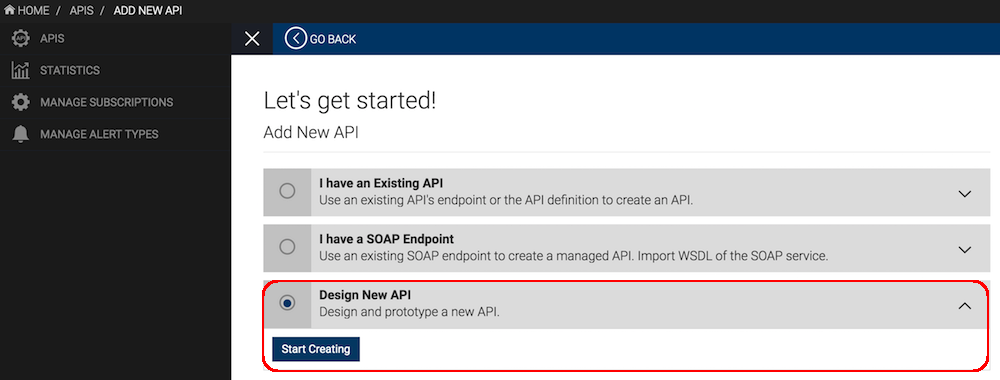 HOME / APIS / ADD NEW API
APIS
STATISTICS
MANAGE SUBSCRIPTIONS
MANAGE ALERT TYPES
GO BACK
Let's get started!
Add New API
I have an Existing API
Use an existing API's endpoint or the API definition to create an API.
I have a SOAP Endpoint
Use an existing SOAP endpoint to create a managed API. Import WSDL of the SOAP service.
Design New API
Design and prototype a new API.
Start Creating